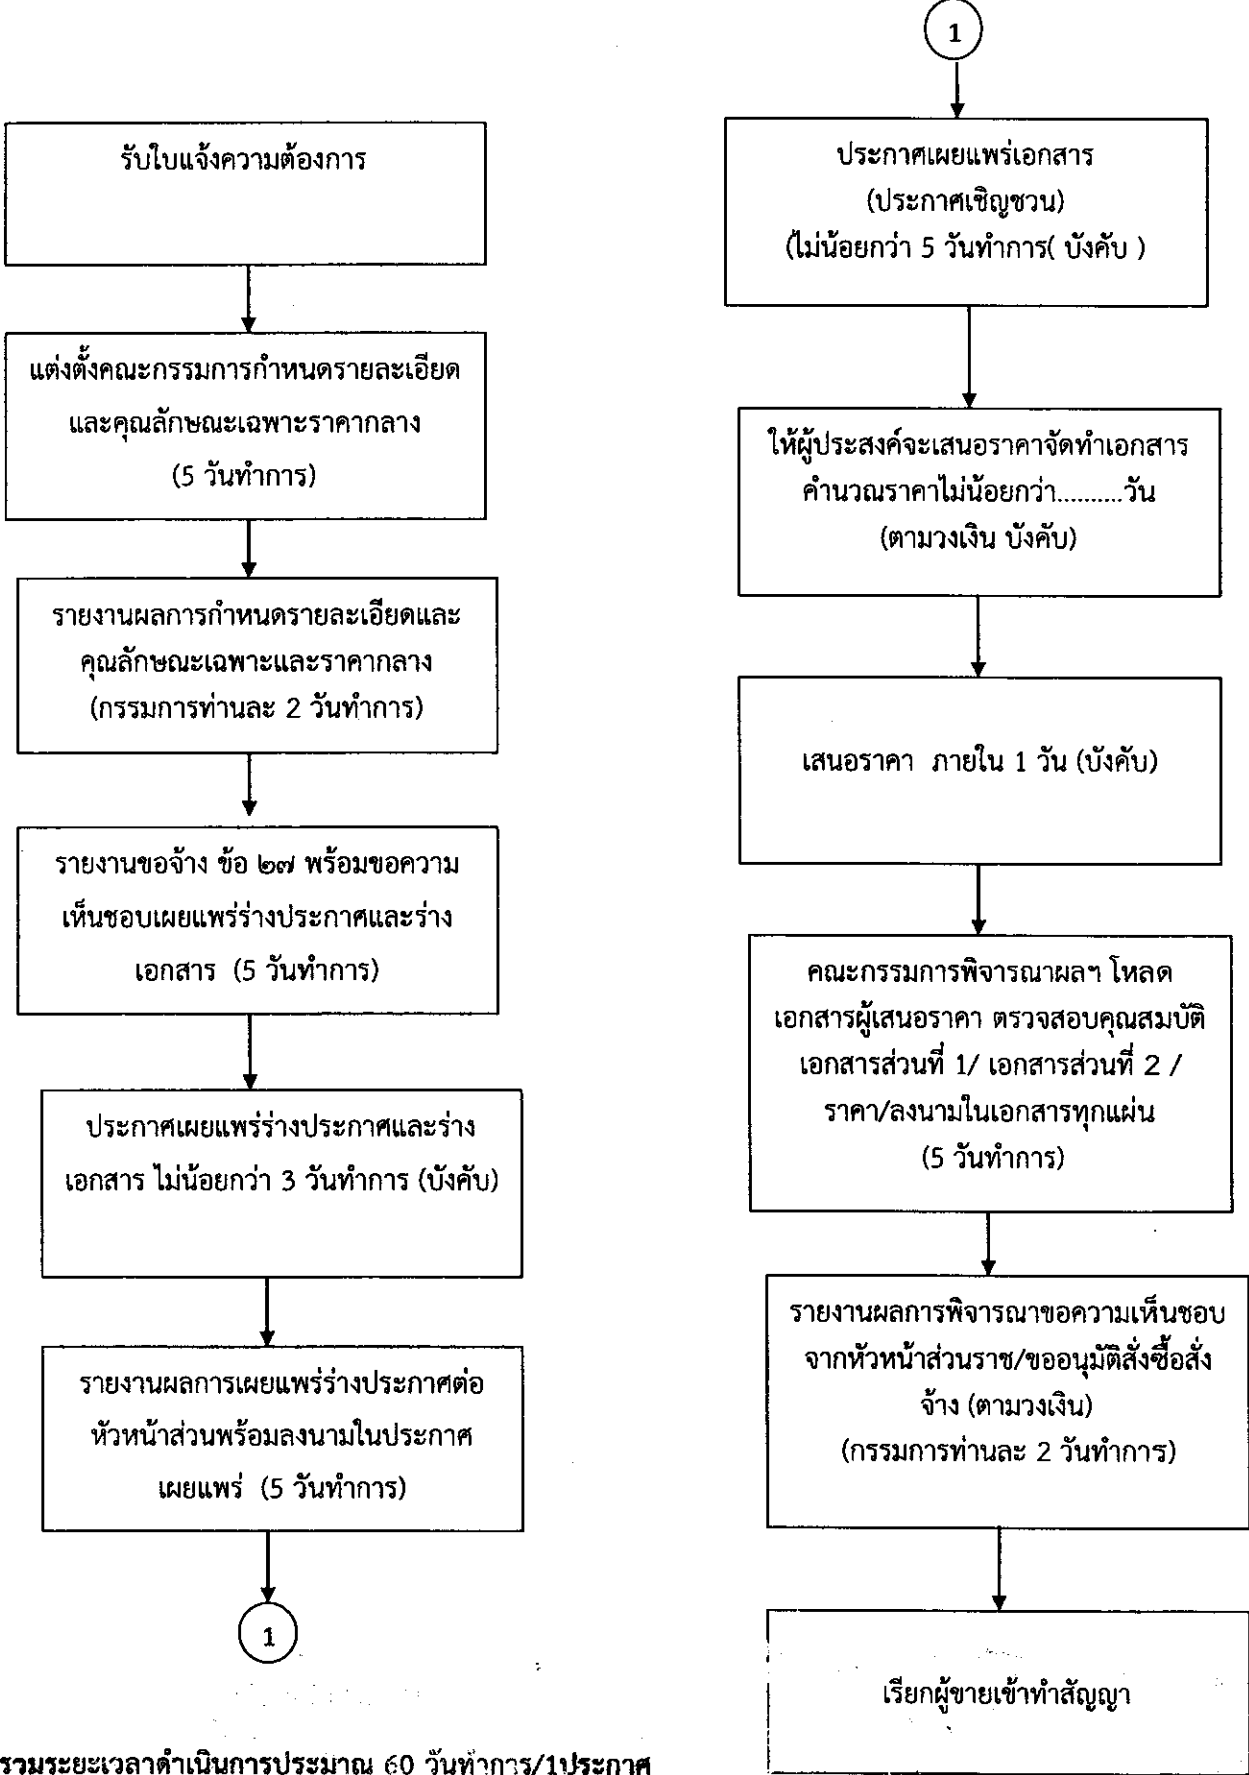 รับใบแจ้งความต้องการ
แต่งตั้งคณะกรรมการกำหนดรายละเอียด
และคุณลักษณะเฉพาะราคากลาง
(5 วันทำการ)
รายงานผลการกำหนดรายละเอียดและ
คุณลักษณะเฉพาะและราคากลาง
(กรรมการท่านละ 2 วันทำการ)
รายงานขอจ้าง ข้อ ๒๗ พร้อมขอความ
เห็นชอบเผยแพร่ร่างประกาศและร่าง
เอกสาร (5 วันทำการ)
ประกาศเผยแพร่ร่างประกาศและร่าง
เอกสาร ไม่น้อยกว่า 3 วันทำการ (บังคับ)
รายงานผลการเผยแพร่ร่างประกาศต่อ
หัวหน้าส่วนพร้อมลงนามในประกาศ
เผยแพร่ (5 วันทำการ)
1
รวมระยะเวลาดำเนินการประมาณ 60 วันทำการ/1ประกาศ
1
ประกาศเผยแพร่เอกสาร
(ประกาศเชิญชวน)
(ไม่น้อยกว่า 5 วันทำการ( บังคับ )
ให้ผู้ประสงค์จะเสนอราคาจัดทำเอกสาร
คำนวณราคาไม่น้อยกว่า..........วัน
(ตามวงเงิน บังคับ)
เสนอราคา ภายใน 1 วัน (บังคับ)
คณะกรรมการพิจารณาผลฯ โหลด
เอกสารผู้เสนอราคา ตรวจสอบคุณสมบัติ
เอกสารส่วนที่ 1/ เอกสารส่วนที่ 2 /
ราคา/ลงนามในเอกสารทุกแผ่น
(5 วันทำการ)
รายงานผลการพิจารณาขอความเห็นชอบ
จากหัวหน้าส่วนราช/ขออนุมัติสั่งซื้อสั่ง
จ้าง (ตามวงเงิน)
(กรรมการท่านละ 2 วันทำการ)
เรียกผู้ขายเข้าทำสัญญา